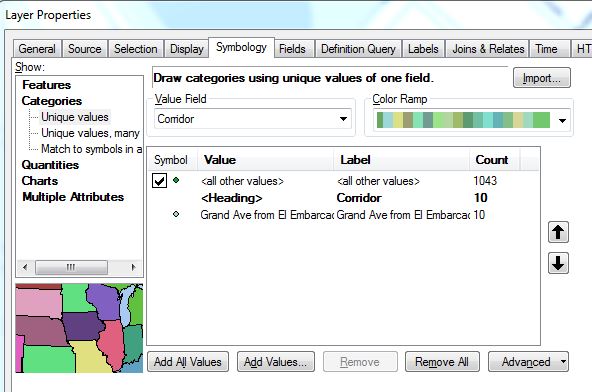 Layer Properties
General Source Selection Display Symbology Fields Definition Query Labels Joins & Relates Time HT
Show:
Features
Categories
Unique values
Unique values, many
Match to symbols in a
Quantities
Charts
Multiple Attributes
Draw categories using unique values of one field.
Import...
Value Field
Corridor
Color Ramp
Symbol Value Label Count
<all other values> <all other values> 1043
<Heading> Corridor 10
Grand Ave from El Embarcad Grand Ave from El Embarcad 10
Add All Values Add Values... Remove Remove All Advanced